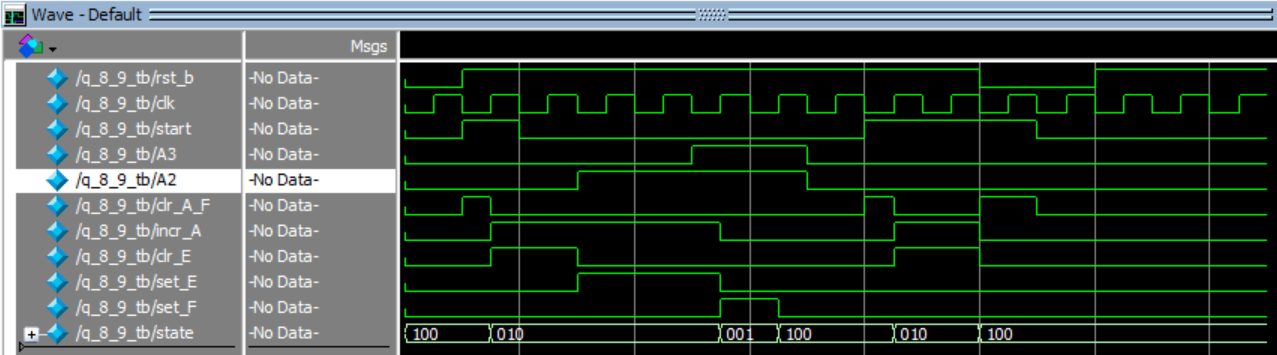 Wave - Default
Msgs
/q_8_9_tb/rst_b -No Data-
/q_8_9_tb/clk -No Data-
/q_8_9_tb/start -No Data-
/q_8_9_tb/A3 -No Data-
/q_8_9_tb/A2 -No Data-
/q_8_9_tb/clr_A_F -No Data-
/q_8_9_tb/incr_A -No Data-
/q_8_9_tb/clr_E -No Data-
/q_8_9_tb/set_E -No Data-
/q_8_9_tb/set_F -No Data-
/q_8_9_tb/state -No Data- 100 010 001 100 010 100